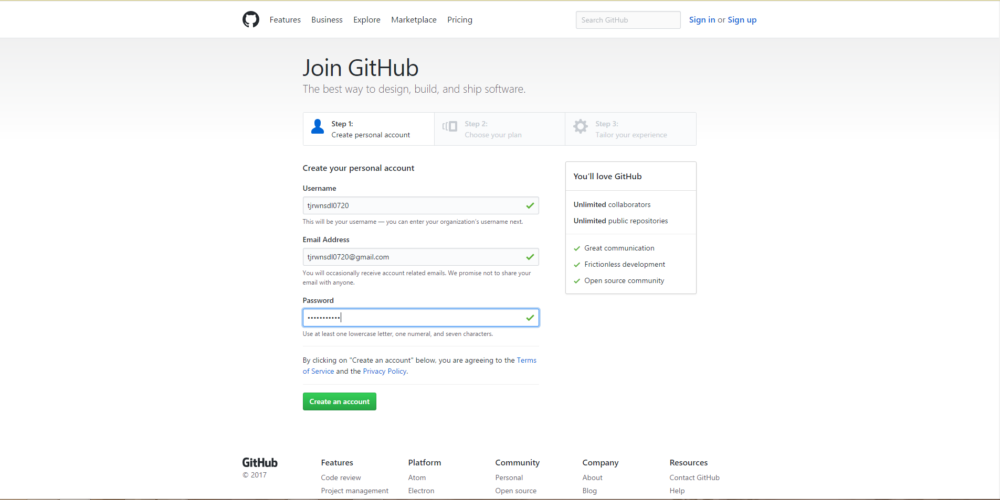 Features Business Explore Marketplace Pricing Search GitHub Sign in or Sign up
Join GitHub
The best way to design, build, and ship software.
Step 1:
Create personal account
Step 2:
Choose your plan
Step 3:
Tailor your experience
Create your personal account
Username
tjrwnsdl0720
This will be your username — you can enter your organization's username next.
Email Address
tjrwnsdl0720@gmail.com
You will occasionally receive account related emails. We promise not to share your
email with anyone.
Password
•••••••••••
Use at least one lowercase letter, one numeral, and seven characters.
By clicking on "Create an account" below, you are agreeing to the Terms
of Service and the Privacy Policy.
Create an account
You'll love GitHub
Unlimited collaborators
Unlimited public repositories
Great communication
Frictionless development
Open source community
GitHub
© 2017
Features
Code review
Project management
Platform
Atom
Electron
Community
Personal
Open source
Company
About
Blog
Resources
Contact GitHub
Help